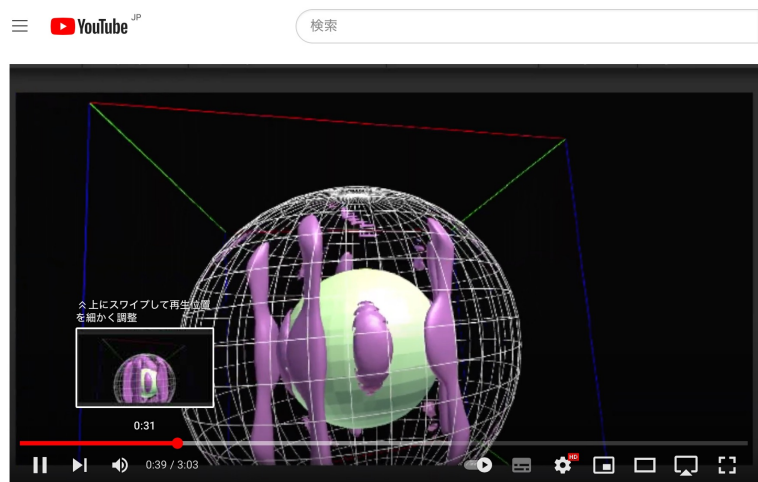 YouTube JP
検索
上にスワイプして再生位置
を細かく調整
0:31
0:39 / 3:03
HD